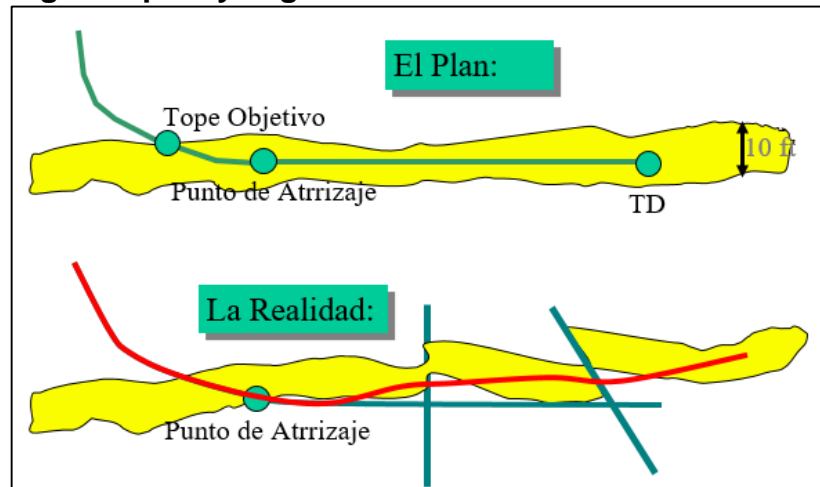 El Plan:
Tope Objetivo
10 ft
Punto de Atrrizaje
TD
La Realidad:
Punto de Atrrizaje